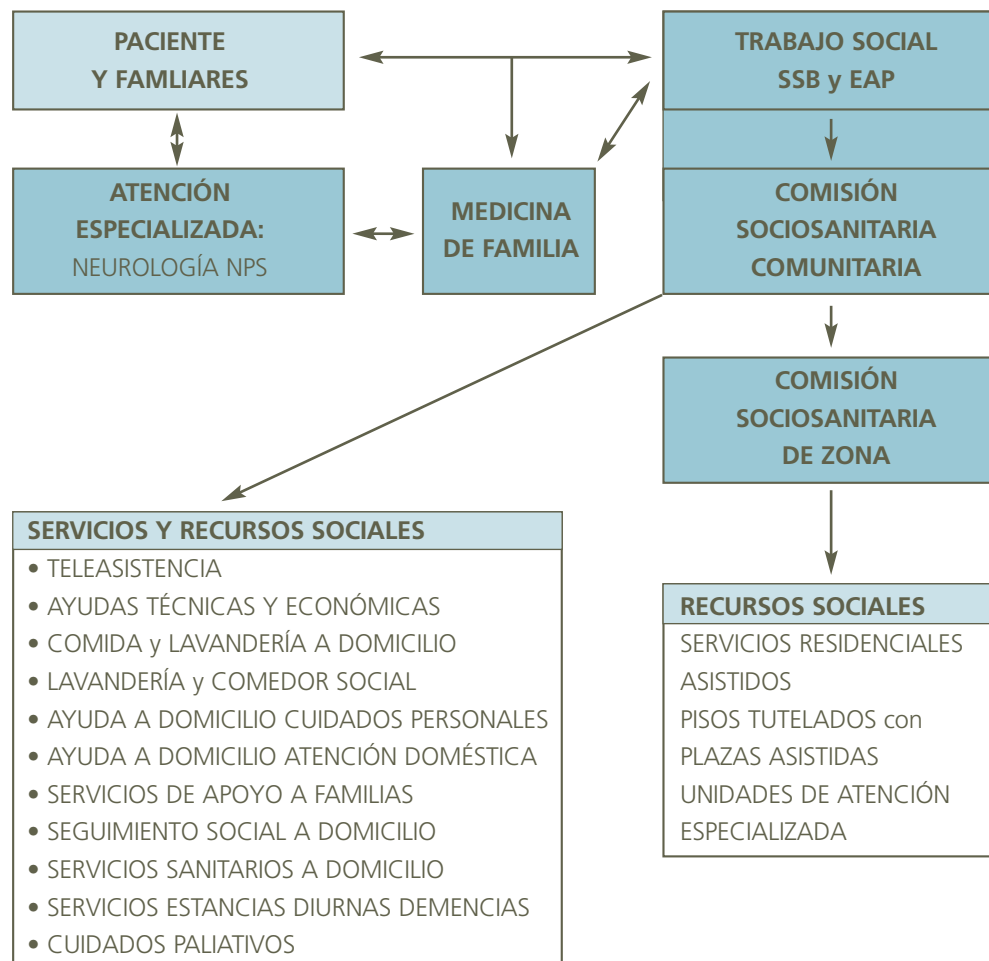 PACIENTE
Y FAMLIARES
TRABAJO SOCIAL
SSB y EAP
ATENCIÓN
ESPECIALIZADA:
NEUROLOGÍA NPS
MEDICINA
DE FAMILIA
COMISIÓN
SOCIOSANITARIA
COMUNITARIA
COMISIÓN
SOCIOSANITARIA
DE ZONA
SERVICIOS Y RECURSOS SOCIALES
• TELEASISTENCIA
• AYUDAS TÉCNICAS Y ECONÓMICAS
• COMIDA y LAVANDERÍA A DOMICILIO
• LAVANDERÍA y COMEDOR SOCIAL
• AYUDA A DOMICILIO CUIDADOS PERSONALES
• AYUDA A DOMICILIO ATENCIÓN DOMÉSTICA
• SERVICIOS DE APOYO A FAMILIAS
• SEGUIMIENTO SOCIAL A DOMICILIO
• SERVICIOS SANITARIOS A DOMICILIO
• SERVICIOS ESTANCIAS DIURNAS DEMENCIAS
• CUIDADOS PALIATIVOS
RECURSOS SOCIALES
SERVICIOS RESIDENCIALES
ASISTIDOS
PISOS TUTELADOS con
PLAZAS ASISTIDAS
UNIDADES DE ATENCIÓN
ESPECIALIZADA